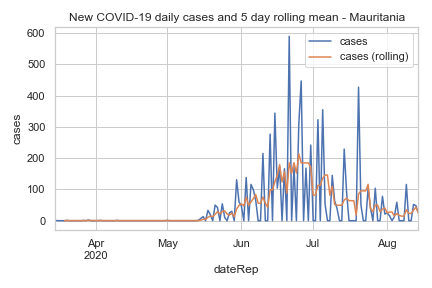 New COVID-19 daily cases and 5 day rolling mean - Mauritania
cases
cases (rolling)
600
500
400
300
200
100
0
cases
Apr
2020
May
Jun
Jul
Aug
dateRep